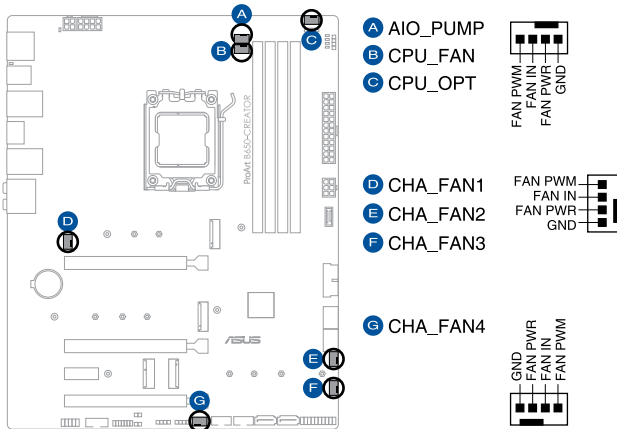 A AIO_PUMP
B CPU_FAN
C CPU_OPT
FAN PWM
FAN IN
FAN PWR
GND
D CHA_FAN1
E CHA_FAN2
F CHA_FAN3
FAN PWM
FAN IN
FAN PWR
GND
G CHA_FAN4
GND
FAN PWR
FAN IN
FAN PWM
A
B
C
ProArt B650-CREATOR
D
ASUS
E
F
G